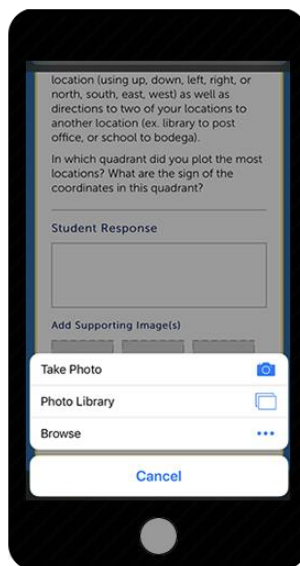 location (using up, down, left, right, or
north, south, east, west) as well as
directions to two of your locations to
another location (ex. library to post
office, or school to bodega).
In which quadrant did you plot the most
locations? What are the sign of the
coordinates in this quadrant?
Student Response
Add Supporting Image(s)
Take Photo
Photo Library
Browse
Cancel